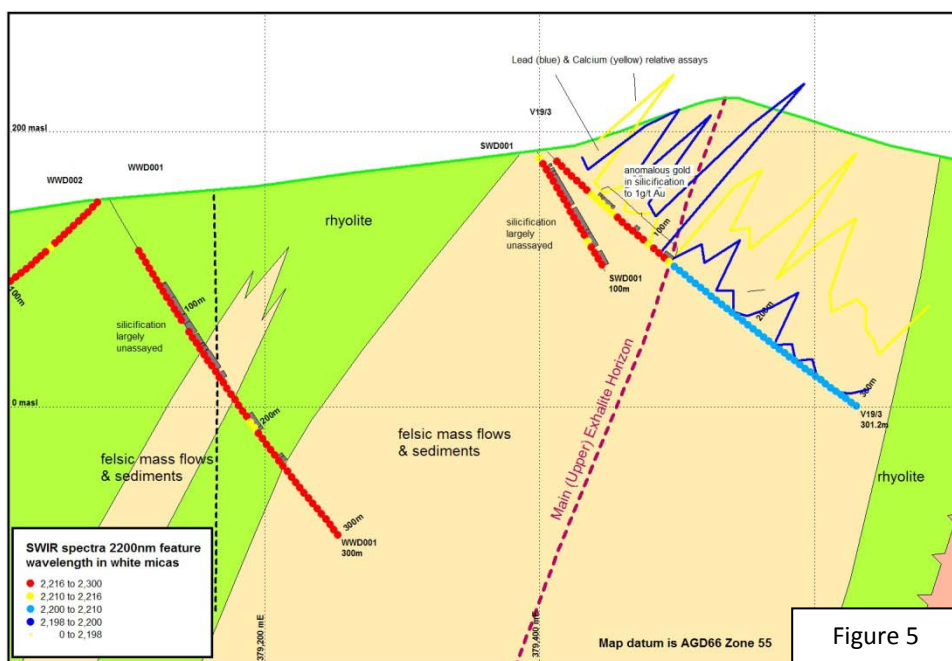 Lead (blue) & Calcium (yellow) relative assays
V19/3
200 masl
SWD001
WWD001
WWD002
anomalous gold
in silicification
to 1g/t Au
rhyolite
100m
silicification
largely
unassayed
SWD001
100m
100m
100m
silicification
largely
unassayed
200m
300m
0 masl
V19/3
301.2m
200m
Main (Upper) Exhalite Horizon
felsic mass flows
& sediments
felsic mass flows
& sediments
rhyolite
300m
WWD001
300m
SWIR spectra 2200nm feature
wavelength in white micas
2,216 to 2,300
2,210 to 2,216
2,200 to 2,210
2,198 to 2,200
0 to 2,198
379,200 mE
379,400 mE
Map datum is AGD66 Zone 55
Figure 5